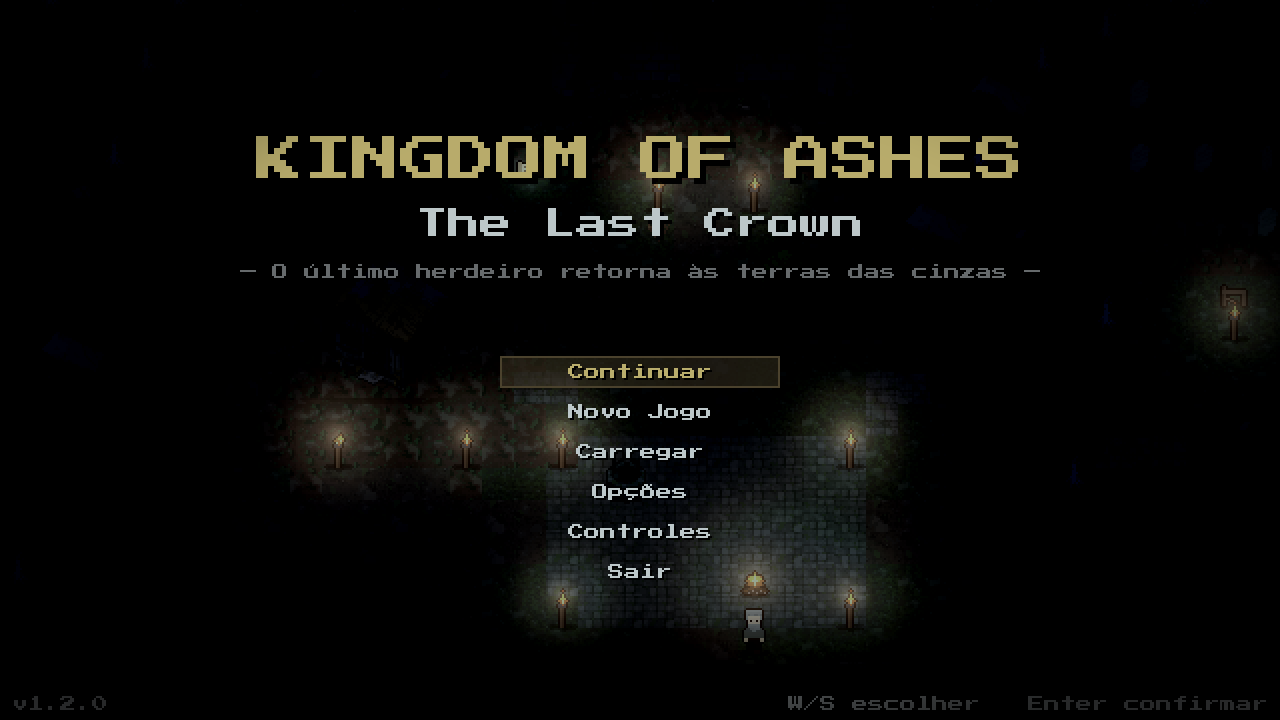 KINGDOM OF ASHES
The Last Crown
— O último herdeiro retorna às terras das cinzas —
Continuar
Novo Jogo
Carregar
Opções
Controles
Sair
v1.2.0
W/S escolher Enter confirmar